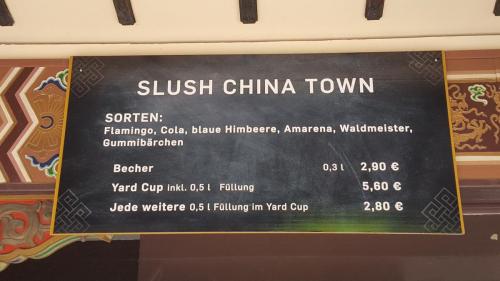 SLUSH CHINA TOWN
SORTEN:
Flamingo, Cola, blaue Himbeere, Amarena, Waldmeister,
Gummibärchen
Becher 0,3 l 2,90 €
Yard Cup inkl. 0,5 l Füllung 5,60 €
Jede weitere 0,5 l Füllung im Yard Cup 2,80 €